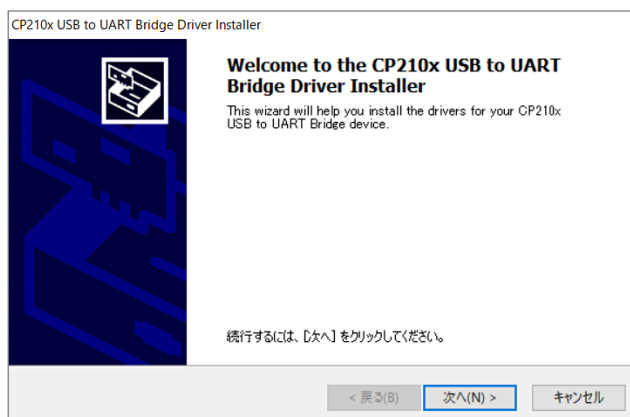 CP210x USB to UART Bridge Driver Installer
Welcome to the CP210x USB to UART
Bridge Driver Installer
This wizard will help you install the drivers for your CP210x
USB to UART Bridge device.
続行するには、[次へ] をクリックしてください。
< 戻る(B)
次へ(N) >
キャンセル